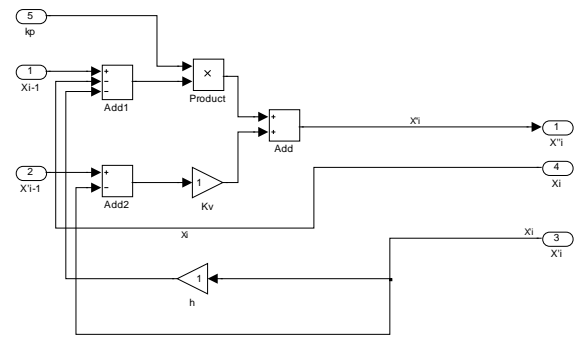 5
kp
1
Xi-1
+
−
−
Add1
×
Product
+
+
Add
X''i
1
X''i
2
X'i-1
+
−
Add2
1
Kv
4
Xi
Xi
X'i
3
X'i
1
h